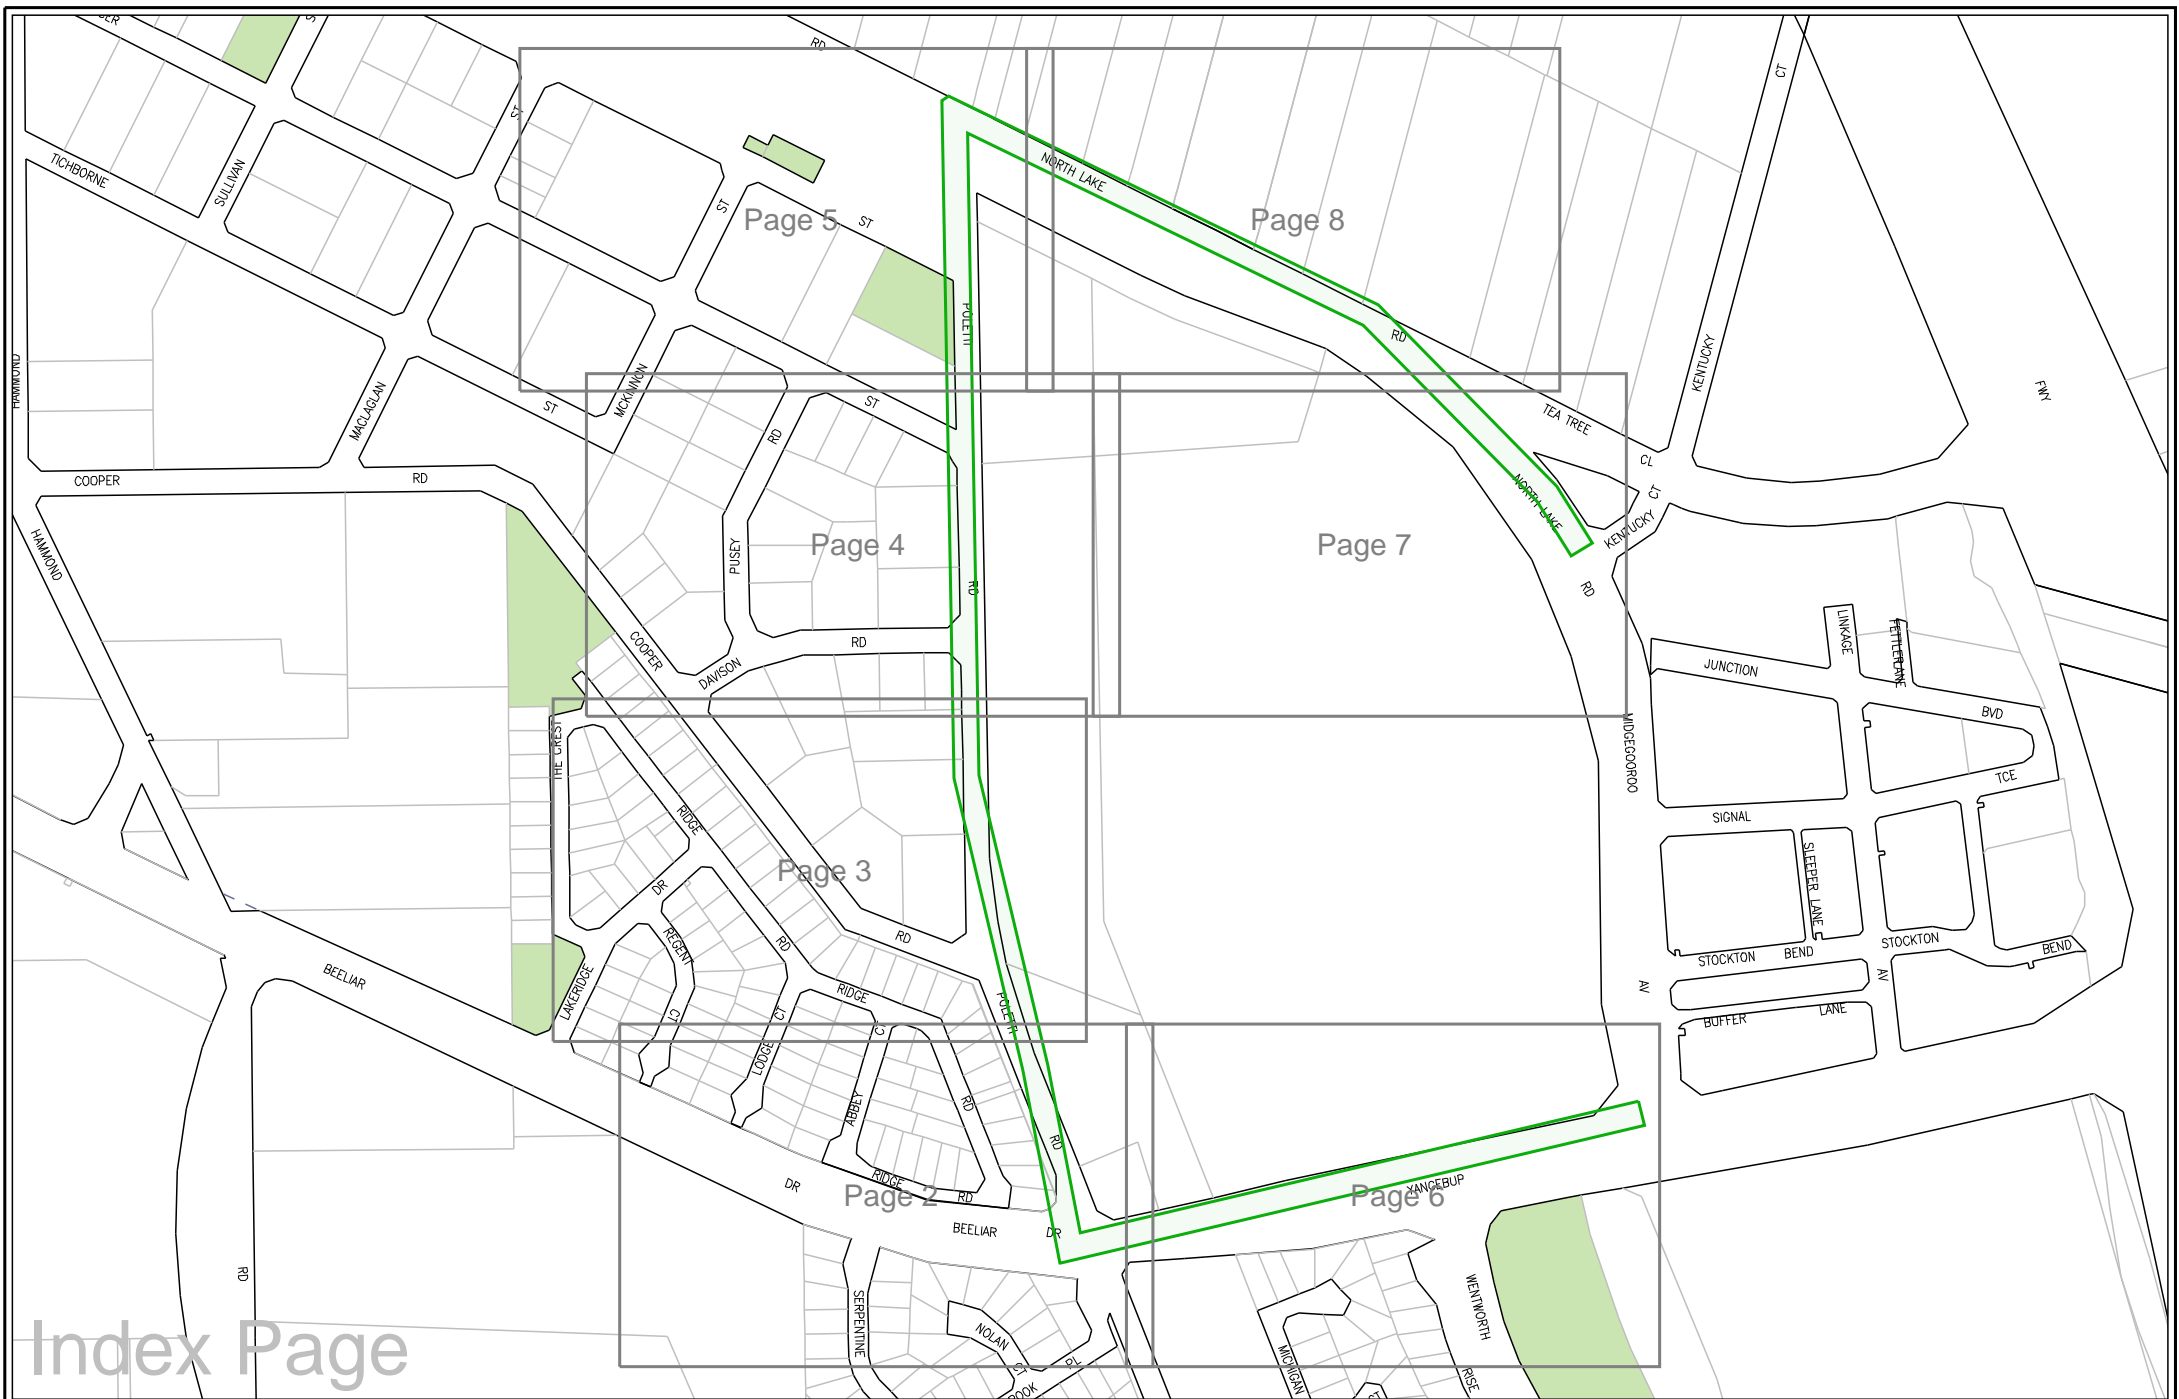 RD
CT
ST
TICHBORNE
SULLIVAN
NORTH LAKE
ST
Page 5
ST
Page 8
POLETTI
RD
KENTUCKY
HAMMOND
MACLAGLAN
MCKINNON
ST
ST
FWY
TEA TREE
CL
COOPER
RD
RD
CT
NORTH LAKE
KENTUCKY
HAMMOND
PUSEY
Page 4
Page 7
RD
RD
COOPER
DAVISON
RD
LINKAGE
FETTLER LANE
JUNCTION
BVD
THE CREST
MIDGEGOOROO
TCE
RIDGE
SIGNAL
Page 3
DR
SLEEPER LANE
REGENT
RD
RD
STOCKTON
BEND
STOCKTON
BEND
BEELIAR
LAKERIDGE
RIDGE
POLETTI
AV
AV
CT
CT
CT
LODGE
BUFFER
LANE
ABBEY
RD
RD
DR
RIDGE
RD
Page 2
Page 6
YANGEBUP
BEELIAR
DR
RD
SERPENTINE
NOLAN
CT
PL
WENTWORTH
RISE
MICHIGAN
ST
Index Page